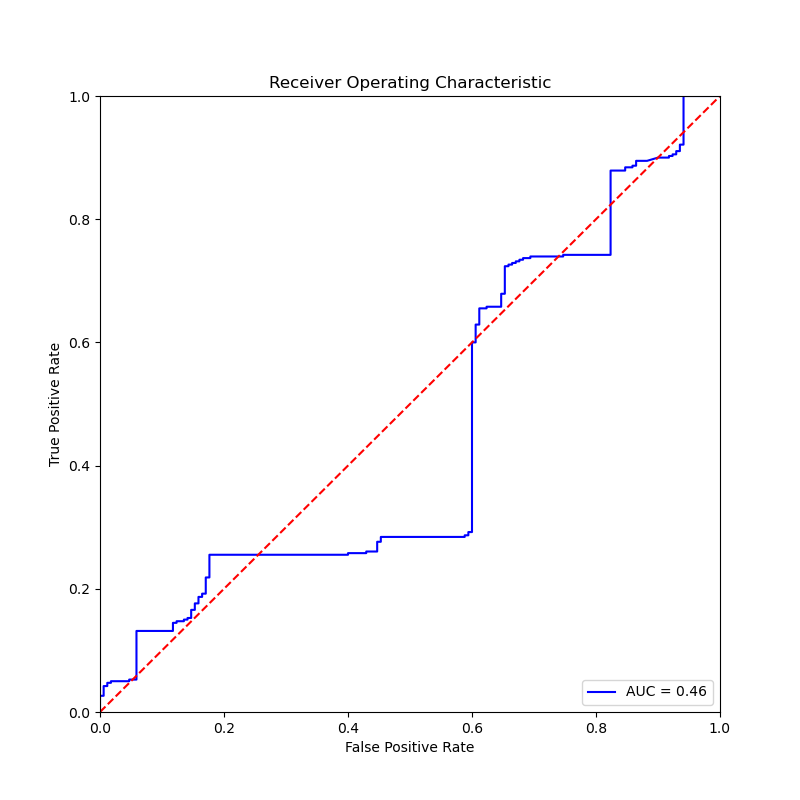 Receiver Operating Characteristic
1.0
0.8
0.6
0.4
0.2
0.0
True Positive Rate
0.0 0.2 0.4 0.6 0.8 1.0
False Positive Rate
AUC = 0.46